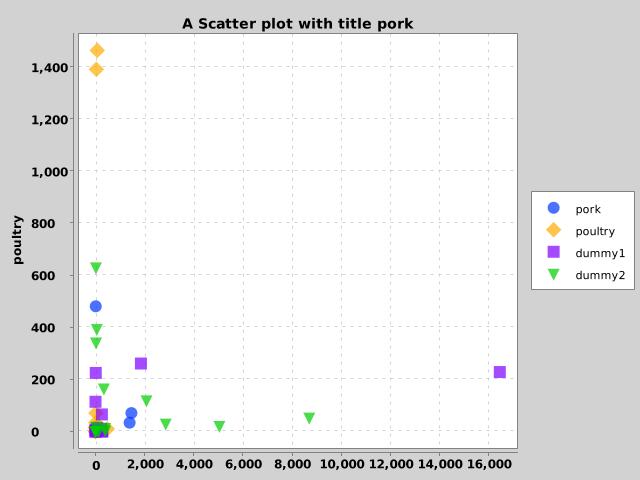 A Scatter plot with title pork
1,400
1,200
1,000
800
600
400
200
0
poultry
0 2,000 4,000 6,000 8,000 10,000 12,000 14,000 16,000
pork
poultry
dummy1
dummy2